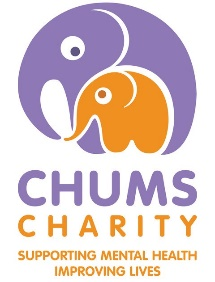 CHUMS
CHARITY
SUPPORTING MENTAL HEALTH
IMPROVING LIVES